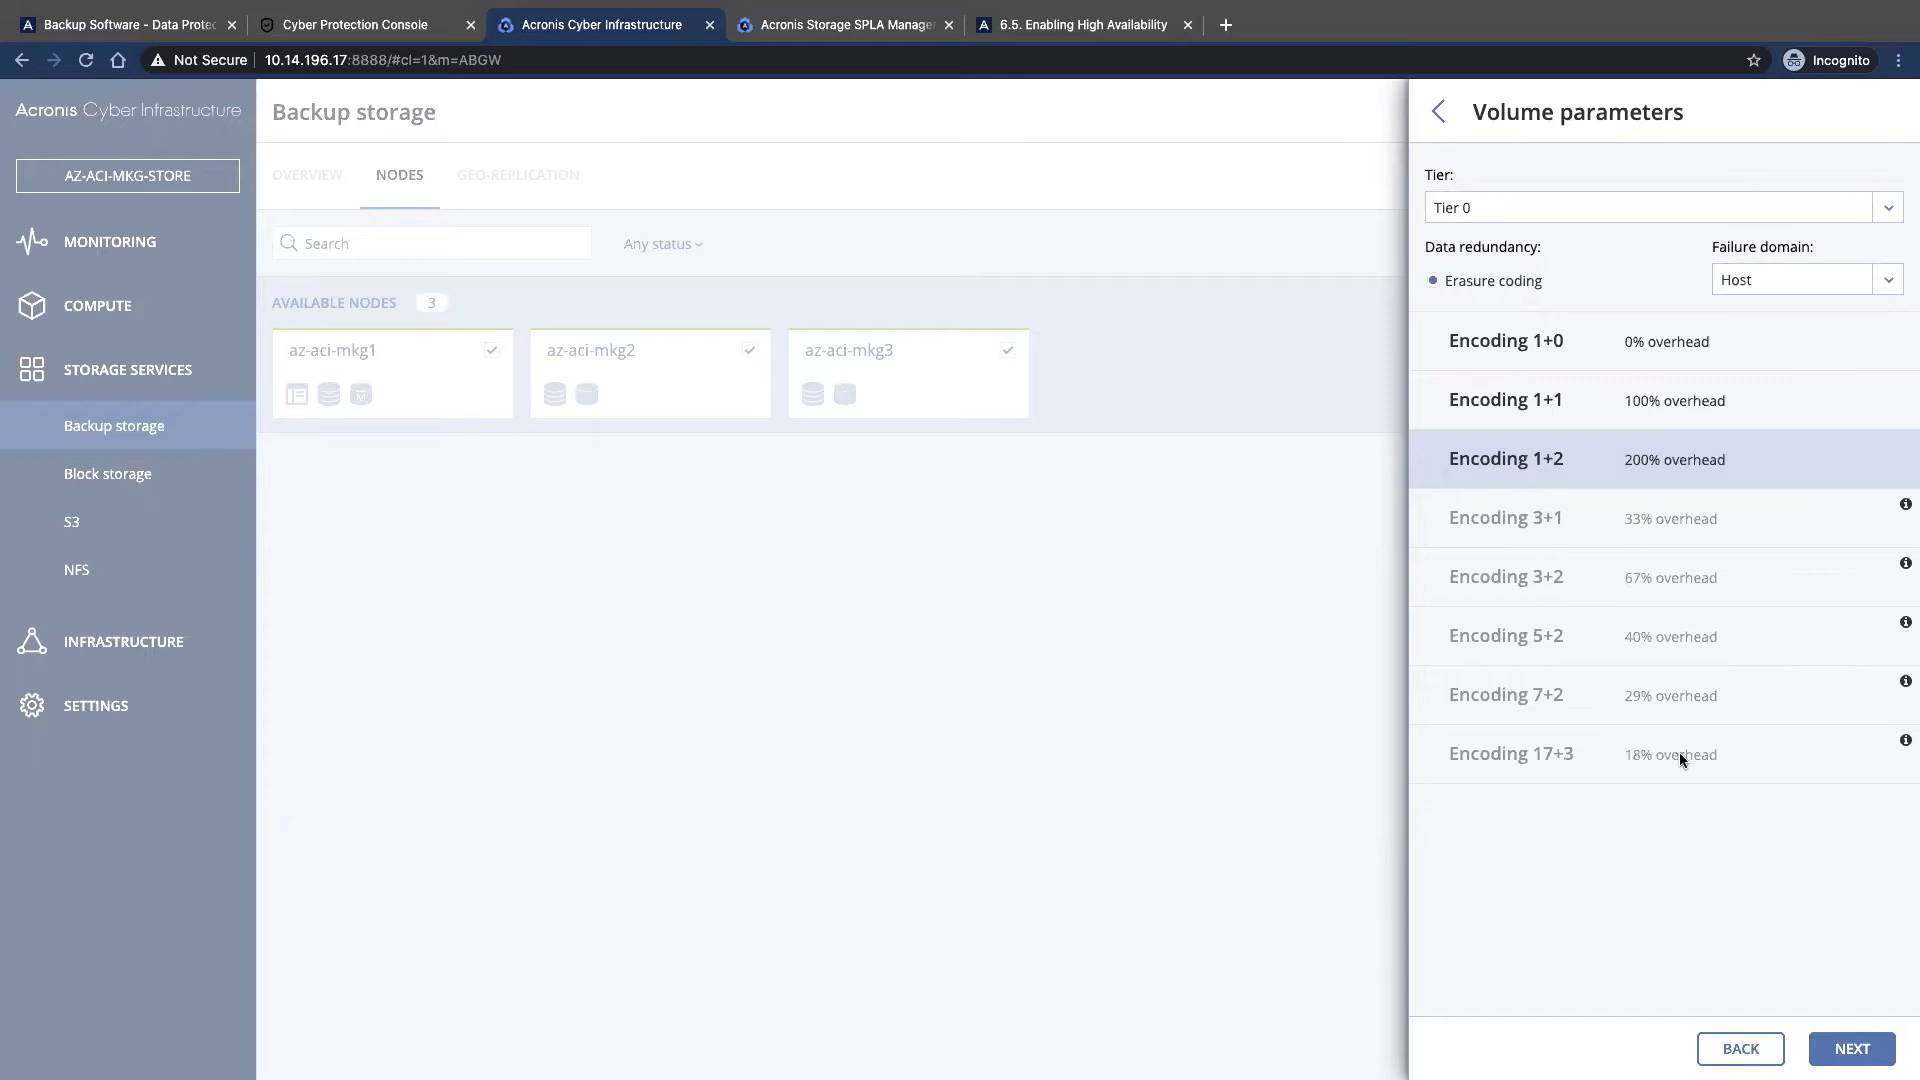 Backup Software - Data Protec
Cyber Protection Console
Acronis Cyber Infrastructure
Acronis Storage SPLA Manage
6.5. Enabling High Availability
Not Secure
10.14.196.17:8888/#cl=1&m=ABGW
Incognito
Acronis Cyber Infrastructure
AZ-ACI-MKG-STORE
MONITORING
COMPUTE
STORAGE SERVICES
Backup storage
Block storage
S3
NFS
INFRASTRUCTURE
SETTINGS
Backup storage
OVERVIEW
NODES
GEO-REPLICATION
Search
Any status
AVAILABLE NODES 3
az-aci-mkg1
az-aci-mkg2
az-aci-mkg3
Volume parameters
Tier:
Tier 0
Data redundancy:
Failure domain:
Erasure coding
Host
Encoding 1+0 0% overhead
Encoding 1+1 100% overhead
Encoding 1+2 200% overhead
Encoding 3+1 33% overhead
Encoding 3+2 67% overhead
Encoding 5+2 40% overhead
Encoding 7+2 29% overhead
Encoding 17+3 18% overhead
BACK
NEXT